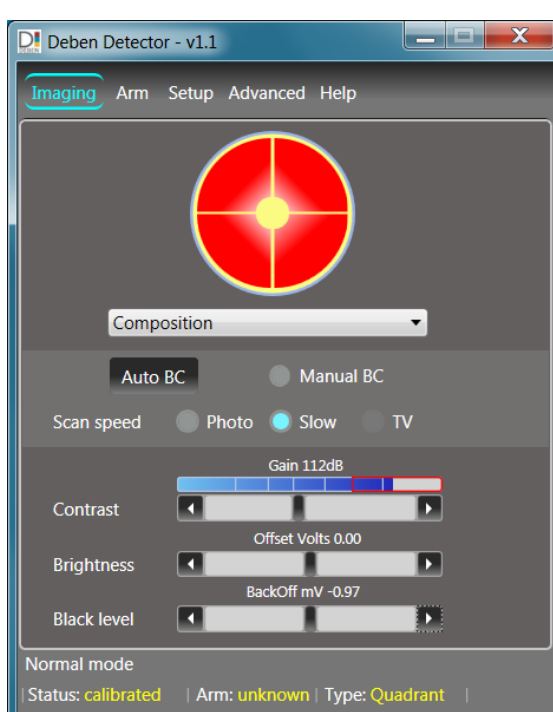 Deben Detector - v1.1
Imaging Arm Setup Advanced Help
Composition
Auto BC Manual BC
Scan speed Photo Slow TV
Gain 112dB
Contrast
Offset Volts 0.00
Brightness
BackOff mV -0.97
Black level
Normal mode
|Status: calibrated | Arm: unknown | Type: Quadrant |